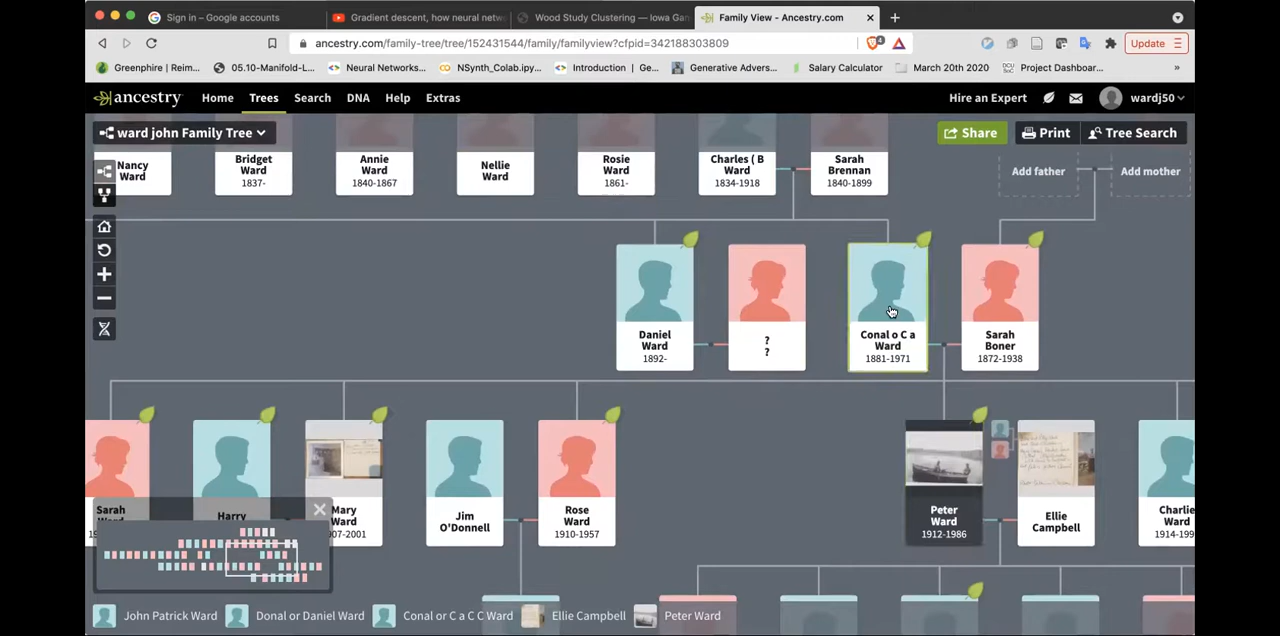 Sign in – Google accounts
Gradient descent, how neural netw
Wood Study Clustering — Iowa Gan
Family View - Ancestry.com
ancestry.com/family-tree/tree/152431544/family/familyview?cfpid=342188303809
4
Update
Greenphire | Reim...
05.10-Manifold-L...
Neural Networks...
NSynth_Colab.ipy...
Introduction | Ge...
Generative Advers...
Salary Calculator
March 20th 2020
Project Dashboar...
»
ancestry
Home
Trees
Search
DNA
Help
Extras
Hire an Expert
wardj50
ward john Family Tree
Share
Print
Tree Search
Nancy
Ward
Bridget
Ward
1837-
Annie
Ward
1840-1867
Nellie
Ward
Rosie
Ward
1861-
Charles ( B
Ward
1834-1918
Sarah
Brennan
1840-1899
Add father
Add mother
Daniel
Ward
1892-
?
?
Conal o C a
Ward
1881-1971
Sarah
Boner
1872-1938
Sarah
Harry
Mary
Ward
907-2001
Jim
O'Donnell
Rose
Ward
1910-1957
Peter
Ward
1912-1986
Ellie
Campbell
Charlie
Ward
1914-199
John Patrick Ward
Donal or Daniel Ward
Conal or C a C C Ward
Ellie Campbell
Peter Ward